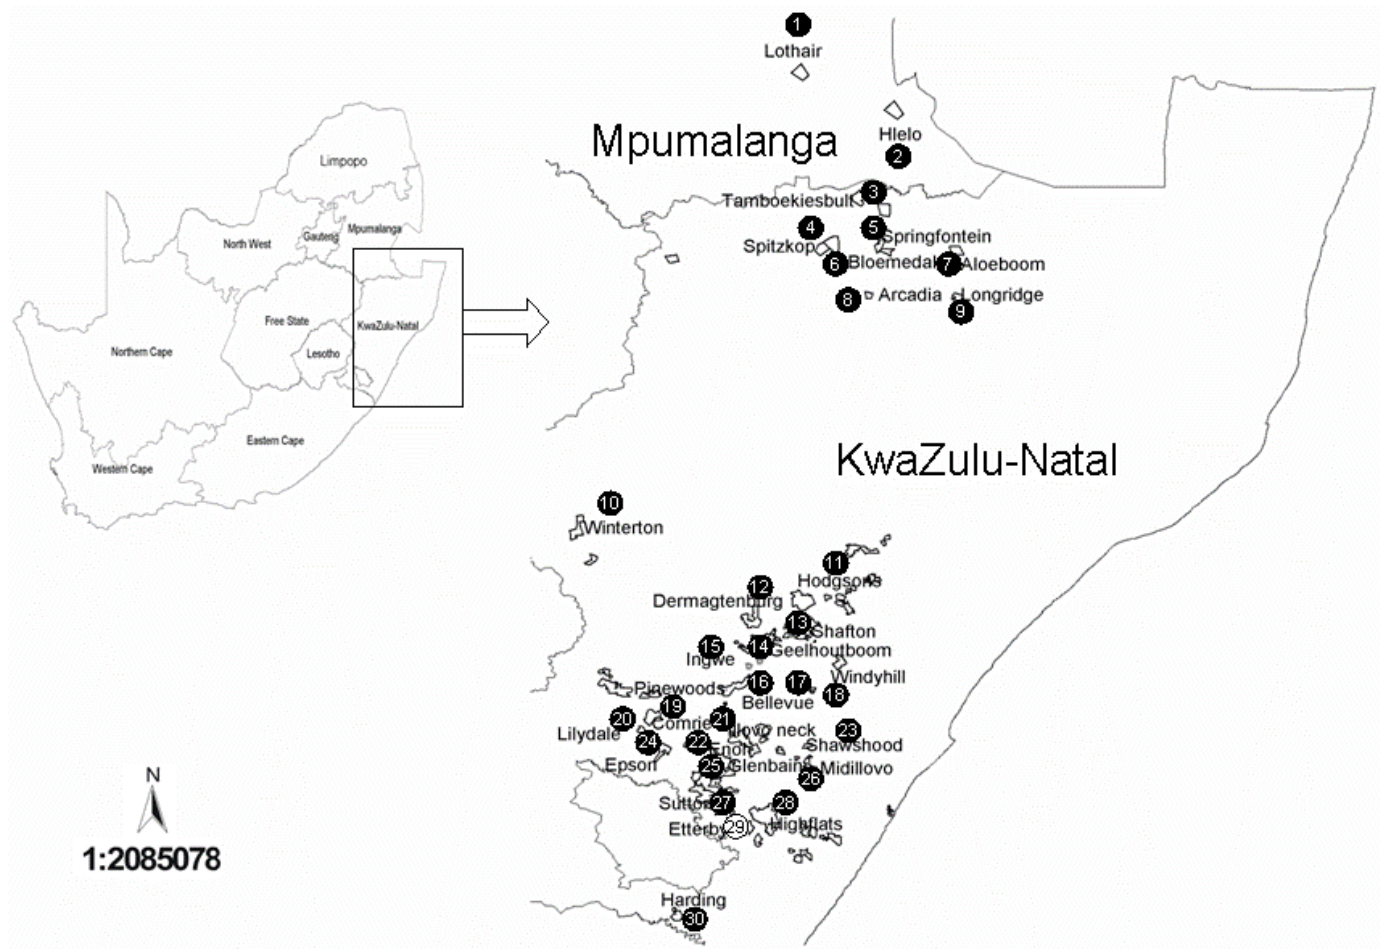 1
Lothair
Mpumalanga
Hlelo
2
Limpopo
North West
Gauteng
Mpumalanga
Free State
KwaZulu-Natal
Lesotho
Northern Cape
Eastern Cape
Western Cape
3
Tamboekiesbult
4
5
Springfontein
Spitzkop
6
7
Aloeboom
8
Arcadia
Longridge
9
KwaZulu-Natal
10
Winterton
11
Hodgsons
12
Dermagtenburg
13
Shafton
14
Geelhoutboom
15
Ingwe
16
17
Windyhill
Bellevue
18
Pinewoods
19
20
Comrie
21
neck
Lilydale
22
23
Shawshood
24
Enon
Epson
25
Glenbains
Midillovo
26
Sutton
27
28
Etterby
29
Highflats
Harding
30
N
1:2085078